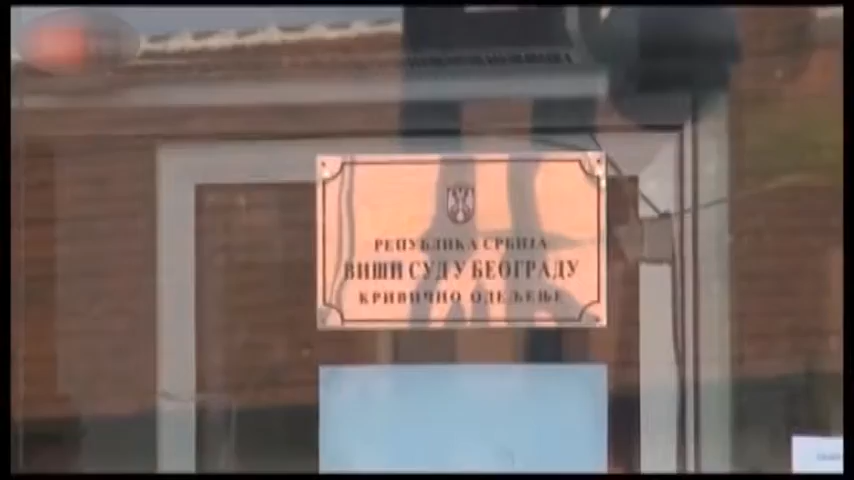 РЕПУБЛИКА СРБИЈА
ВИШИ СУД У БЕОГРАДУ
КРИВИЧНО ОДЕЉЕЊЕ